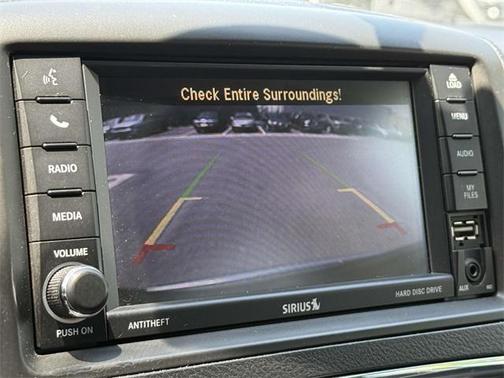 Check Entire Surroundings!
RADIO
MEDIA
VOLUME
PUSH ON
ANTITHEFT
SIRIUS
HARD DISC DRIVE
LOAD
MENU
AUDIO
MY
FILES
AUX